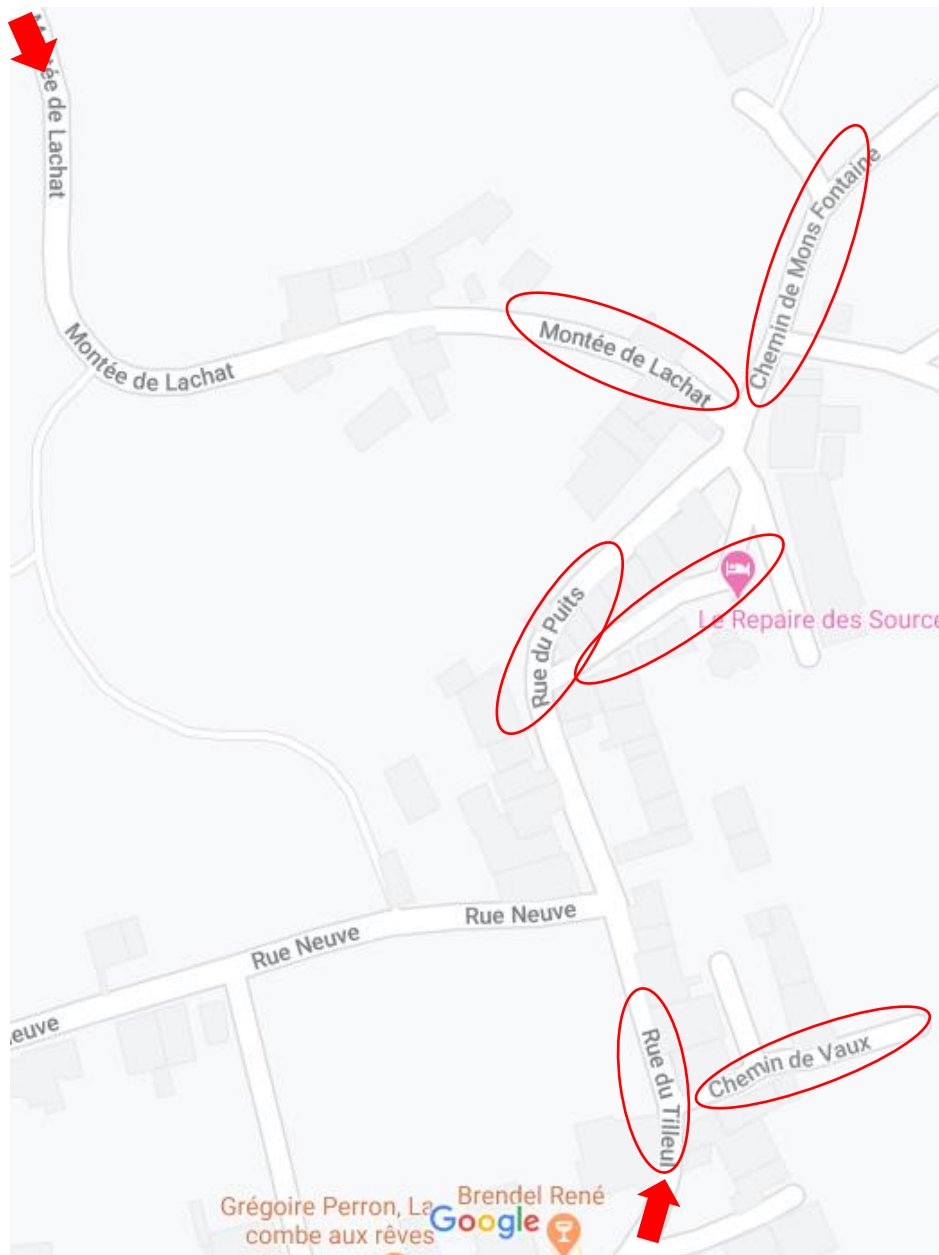 Montée de Lachat
Chemin de Mons Fontaine
Montée de Lachat
Montée de Lachat
Rue du Puits
Le Repaire des Source
Rue Neuve
Rue Neuve
euve
Rue du Tilleul
Chemin de Vaux
Grégoire Perron, La
combe aux rêves
Brendel René
Google